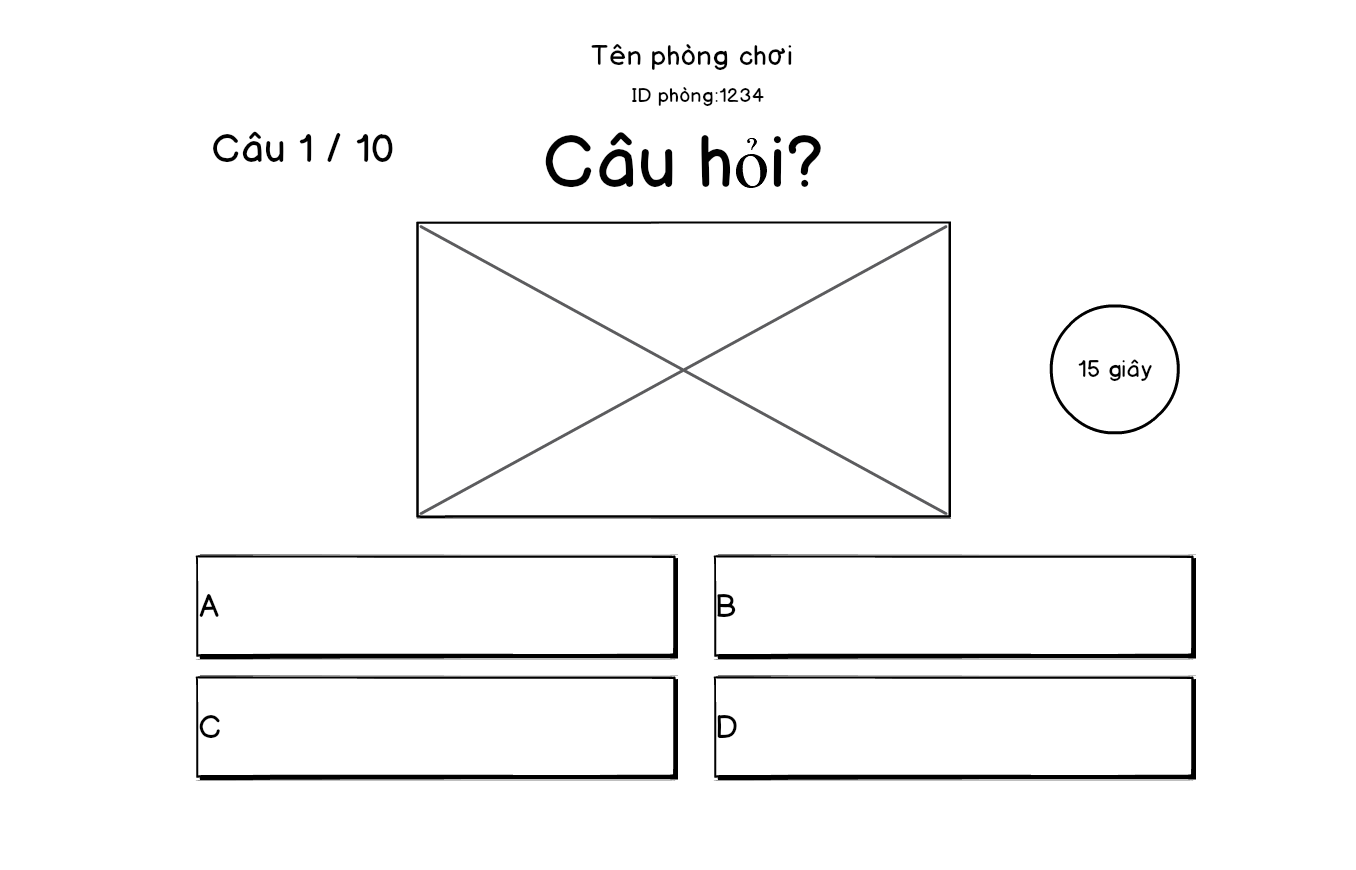 Tên phòng chơi
ID phòng:1234
Câu 1 / 10
Câu hỏi?
15 giây
A
B
C
D